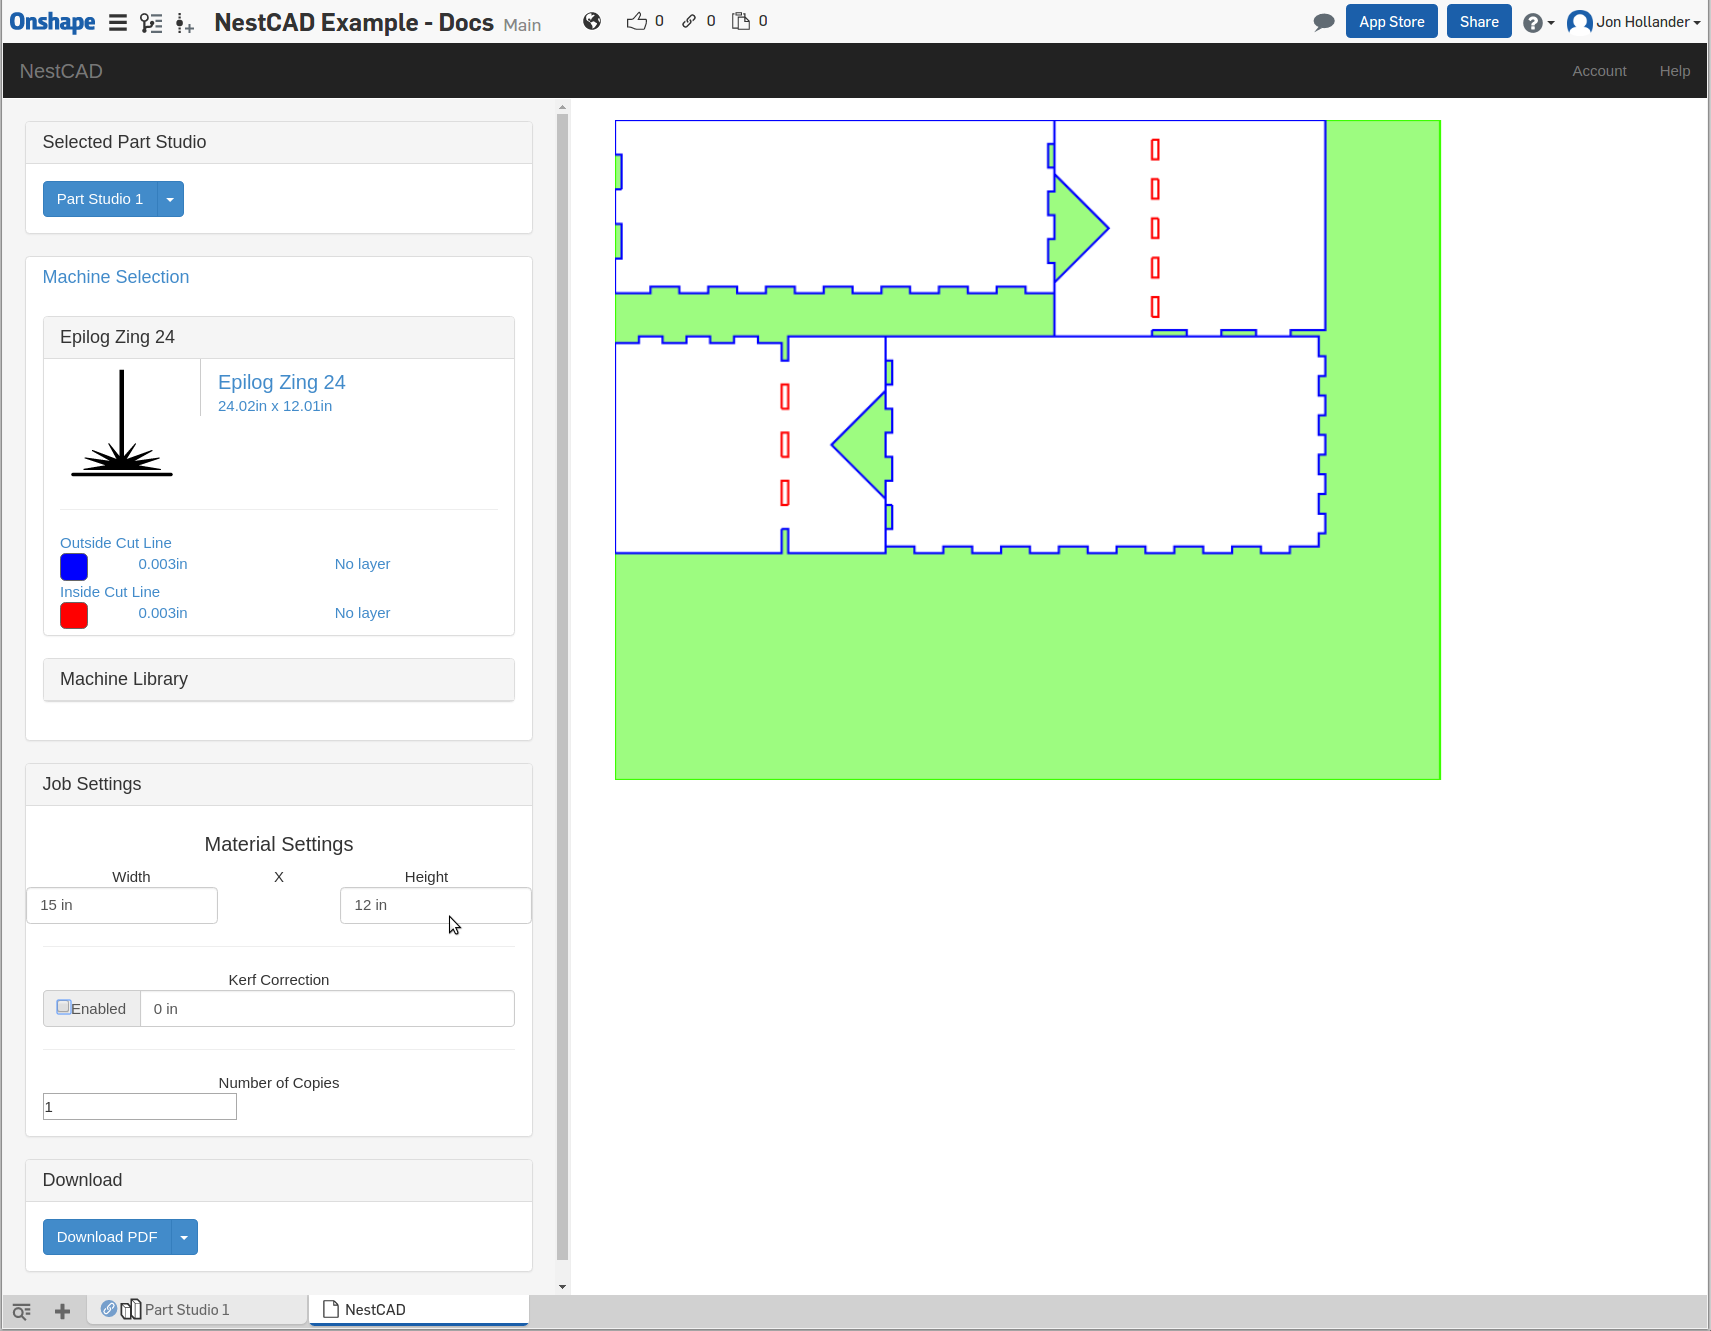 Onshape NestCAD Example - Docs Main 0 0 0 App Store Share Jon Hollander
NestCAD Account Help
Selected Part Studio
Part Studio 1
Machine Selection
Epilog Zing 24
Epilog Zing 24
24.02in x 12.01in
Outside Cut Line
0.003in No layer
Inside Cut Line
0.003in No layer
Machine Library
Job Settings
Material Settings
Width X Height
15 in 12 in
Kerf Correction
Enabled 0 in
Number of Copies
1
Download
Download PDF
Part Studio 1 NestCAD